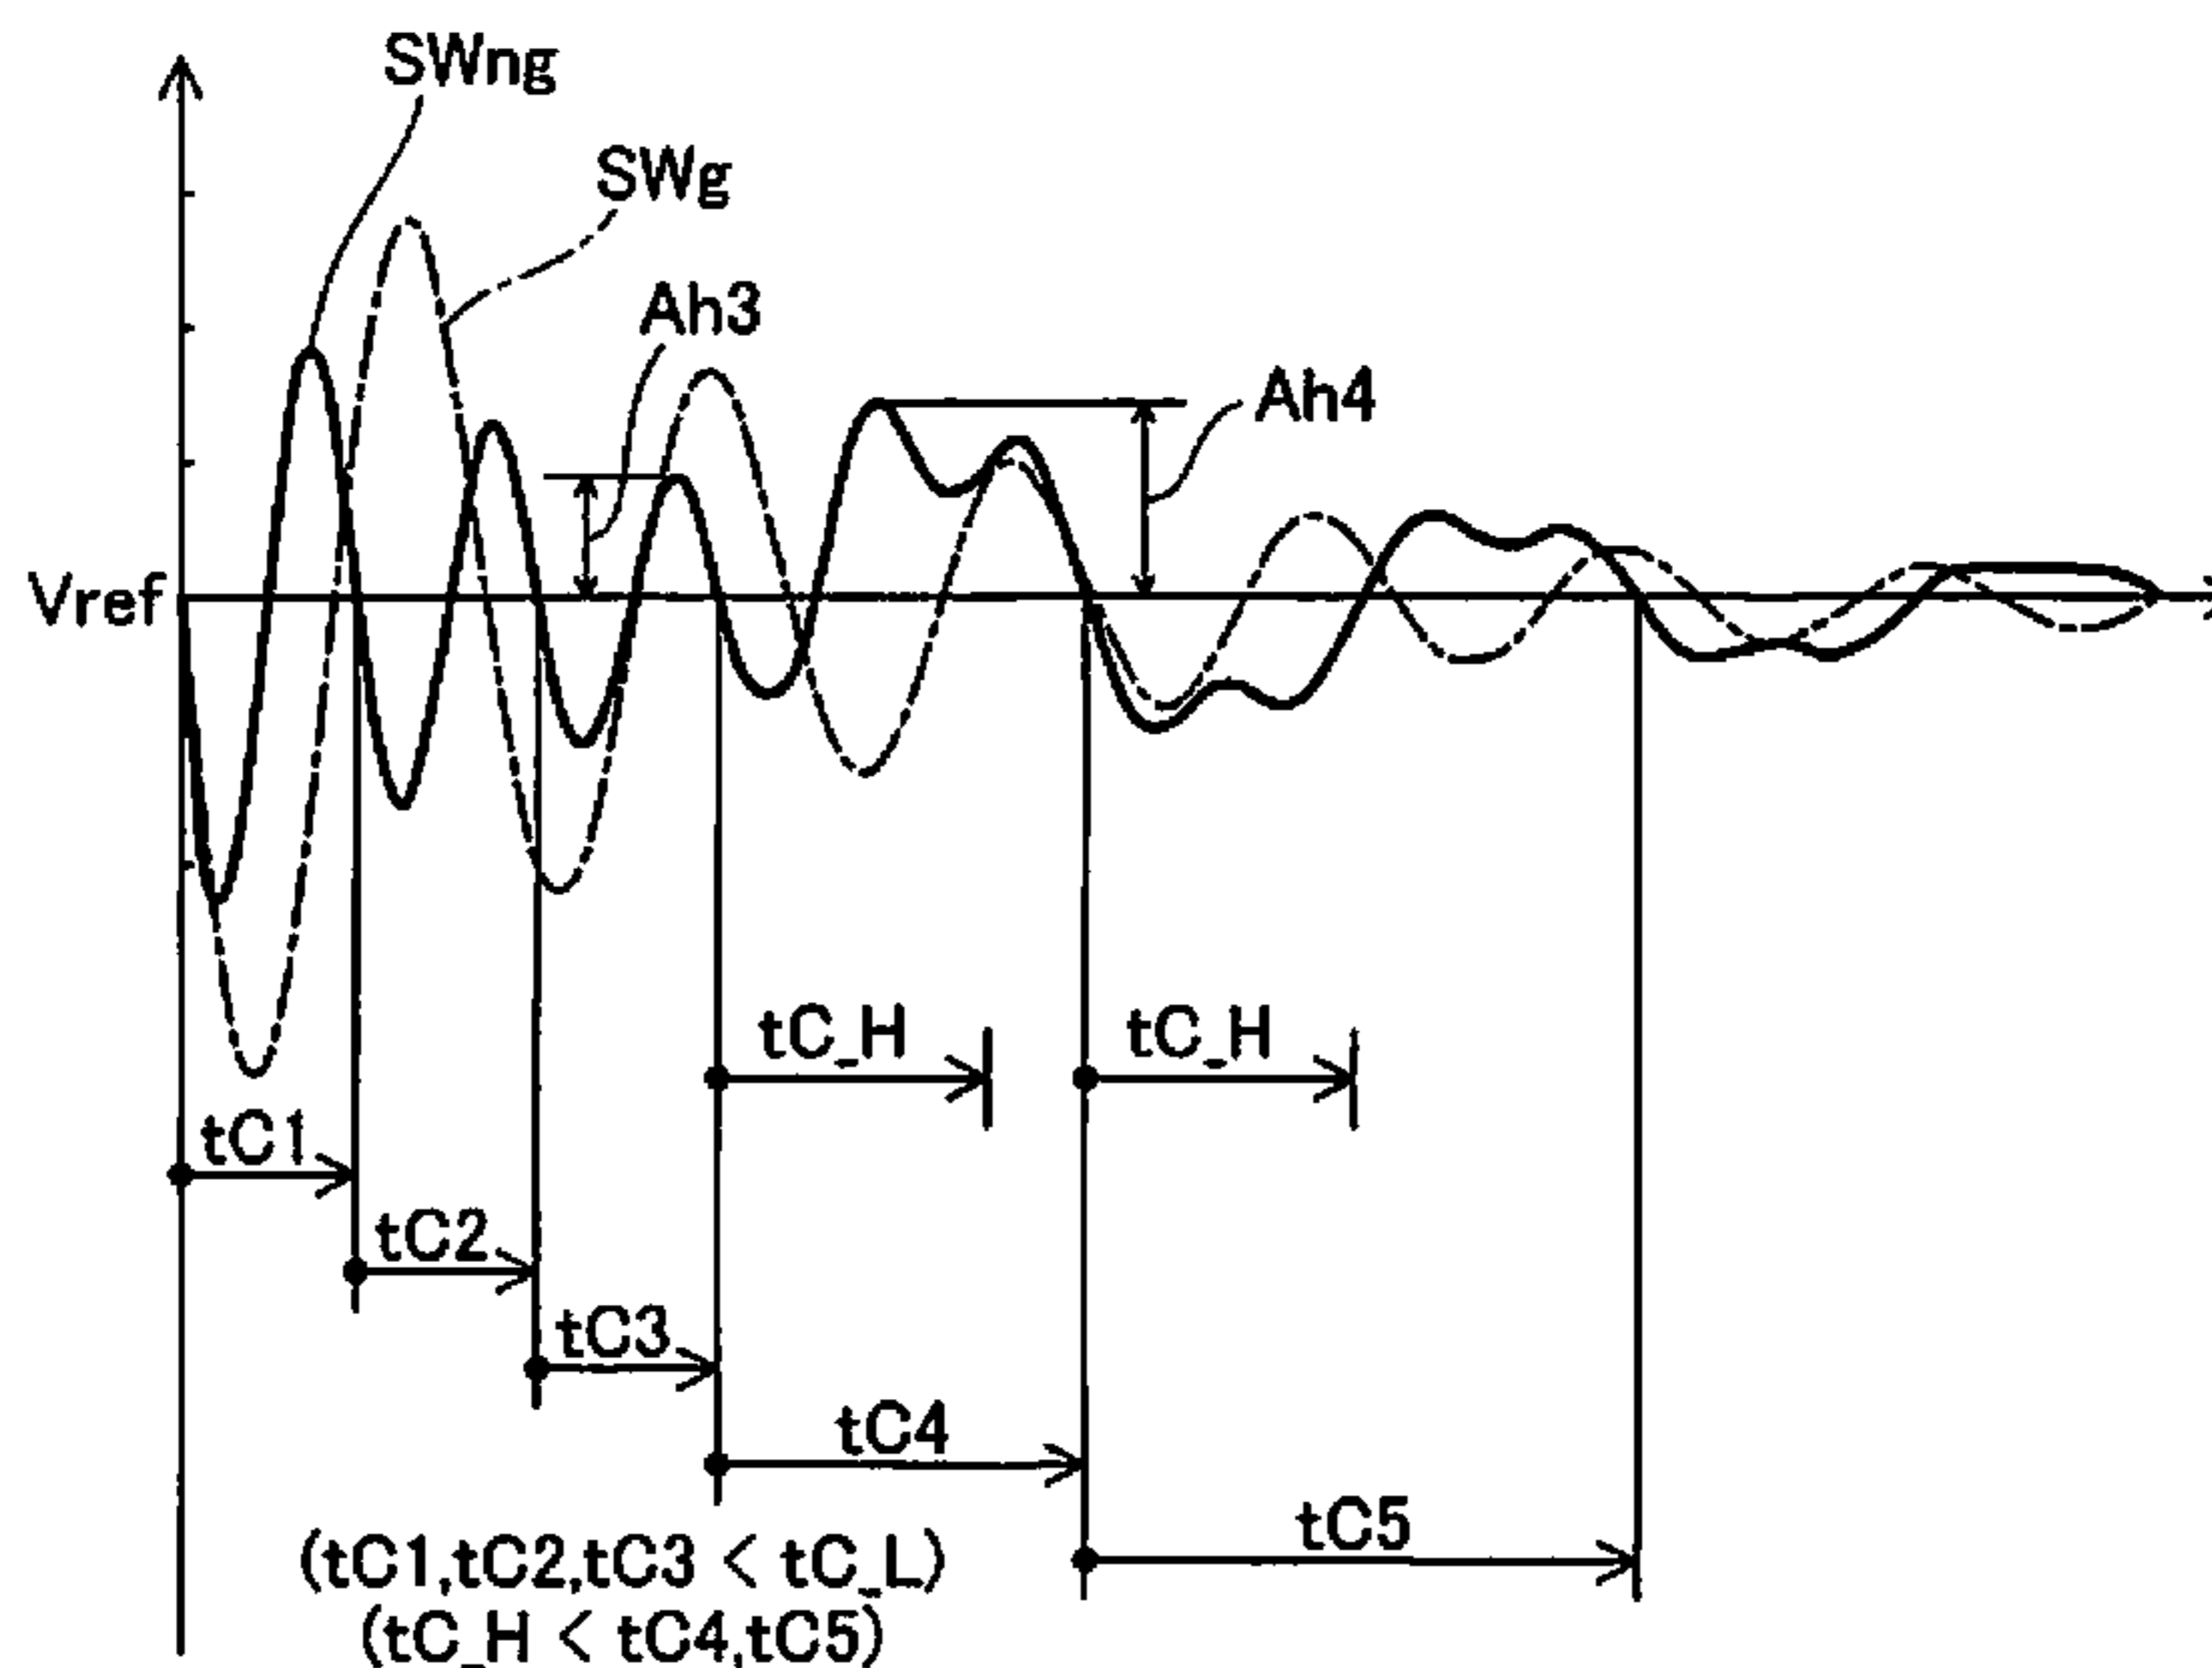 SWng
SWg
Ah3
Ah4
Vref
tC_H
tC_H
tC1
tC2
tC3
tC4
tC5
(tC1,tC2,tC3 < tC_L)
(tC_H < tC4,tC5)